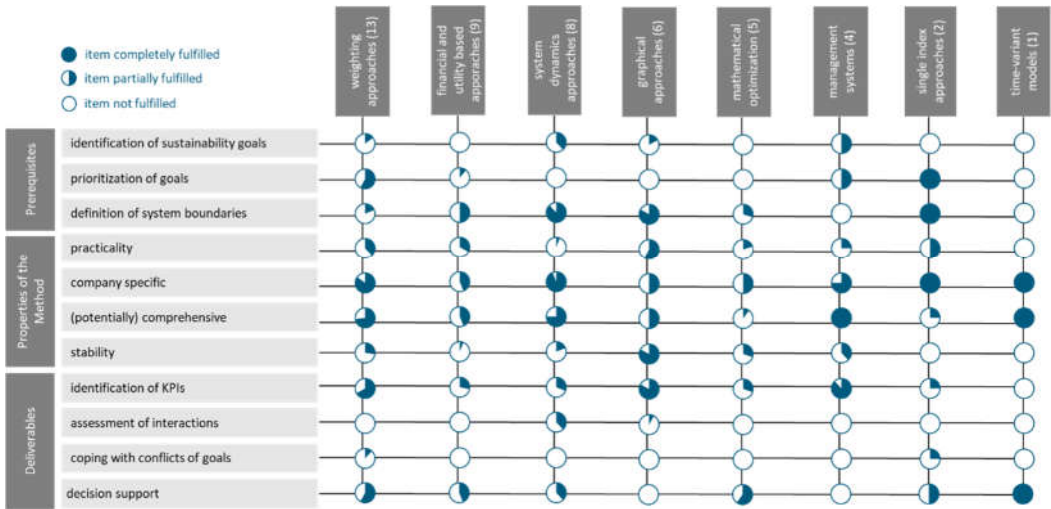 item completely fulfilled
item partially fulfilled
item not fulfilled
weighting
approaches (13)
financial and
utility based
apporaches (9)
system
dynamics
approaches (8)
graphical
approaches (6)
mathematical
optimization (5)
management
systems (4)
single index
approaches (2)
time-variant
models (1)
Prerequisites
identification of sustainability goals
prioritization of goals
definition of system boundaries
Properties of the
Method
practicality
company specific
(potentially) comprehensive
stability
Deliverables
identification of KPIs
assessment of interactions
coping with conflicts of goals
decision support